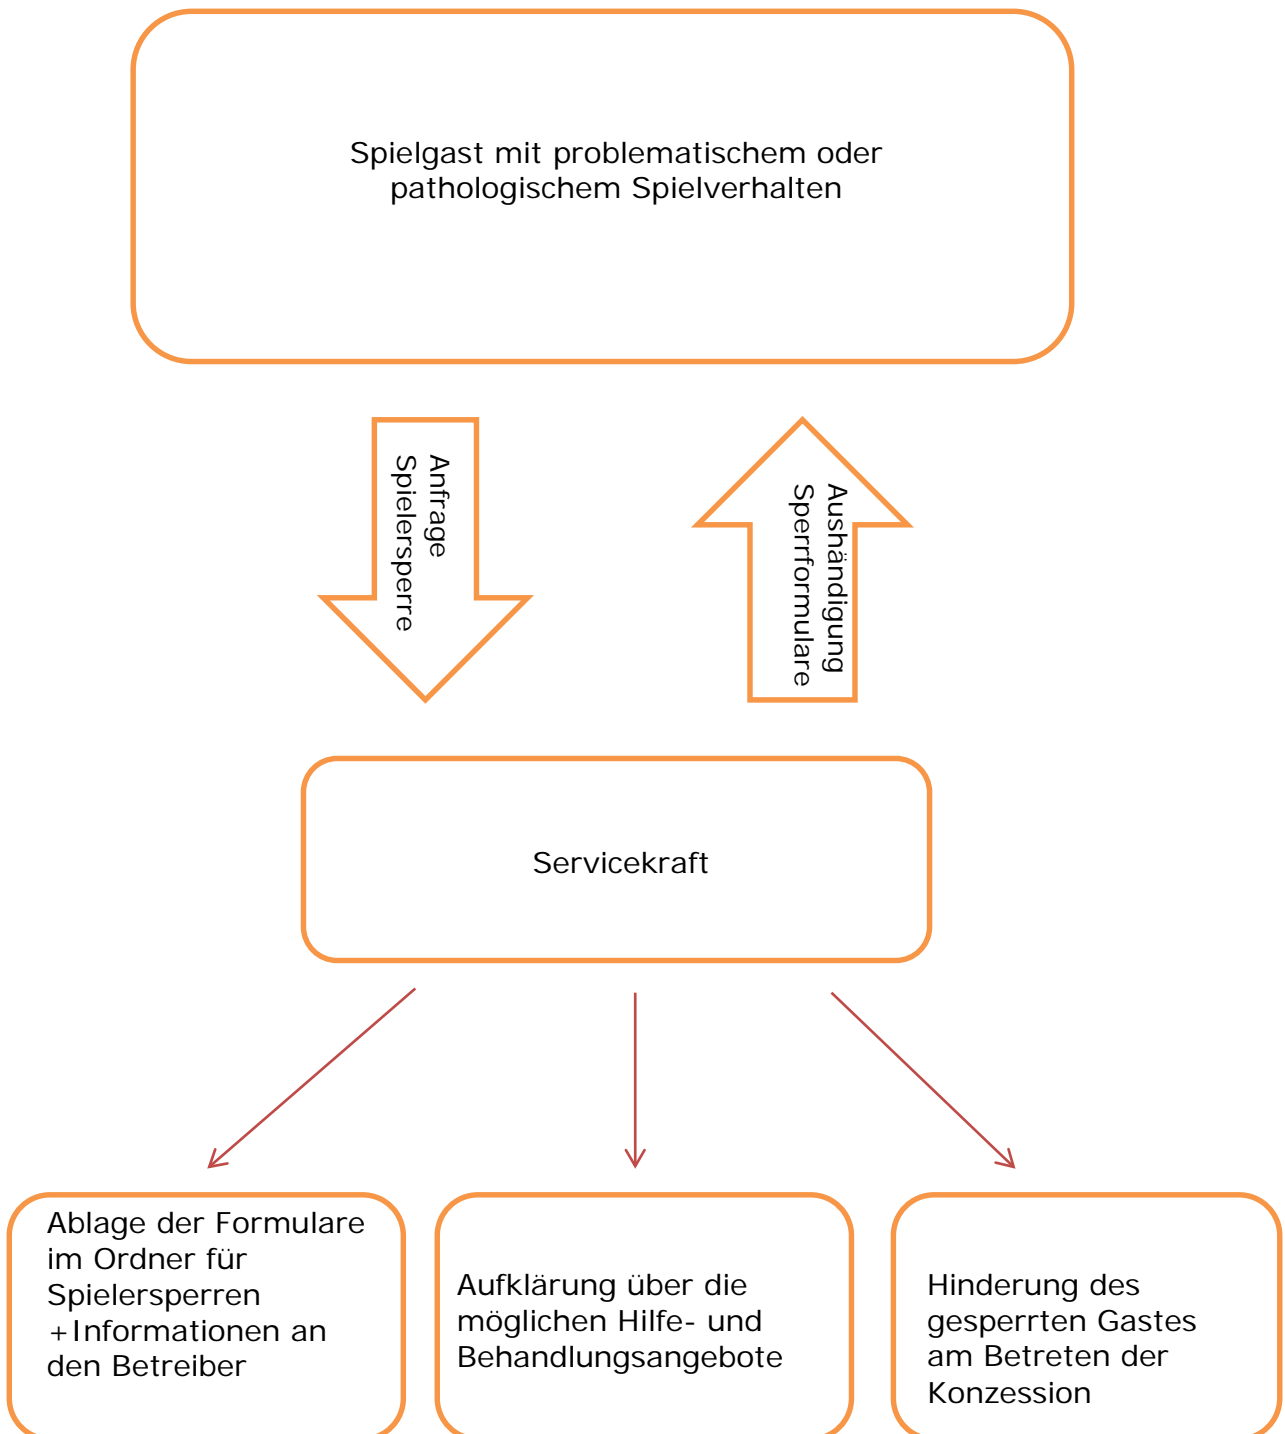 Spielgast mit problematischem oder
pathologischem Spielverhalten
Anfrage
Spielersperre
Aushändigung
Sperrformulare
Servicekraft
Ablage der Formulare
im Ordner für
Spielersperren
+Informationen an
den Betreiber
Aufklärung über die
möglichen Hilfe- und
Behandlungsangebote
Hinderung des
gesperrten Gastes
am Betreten der
Konzession